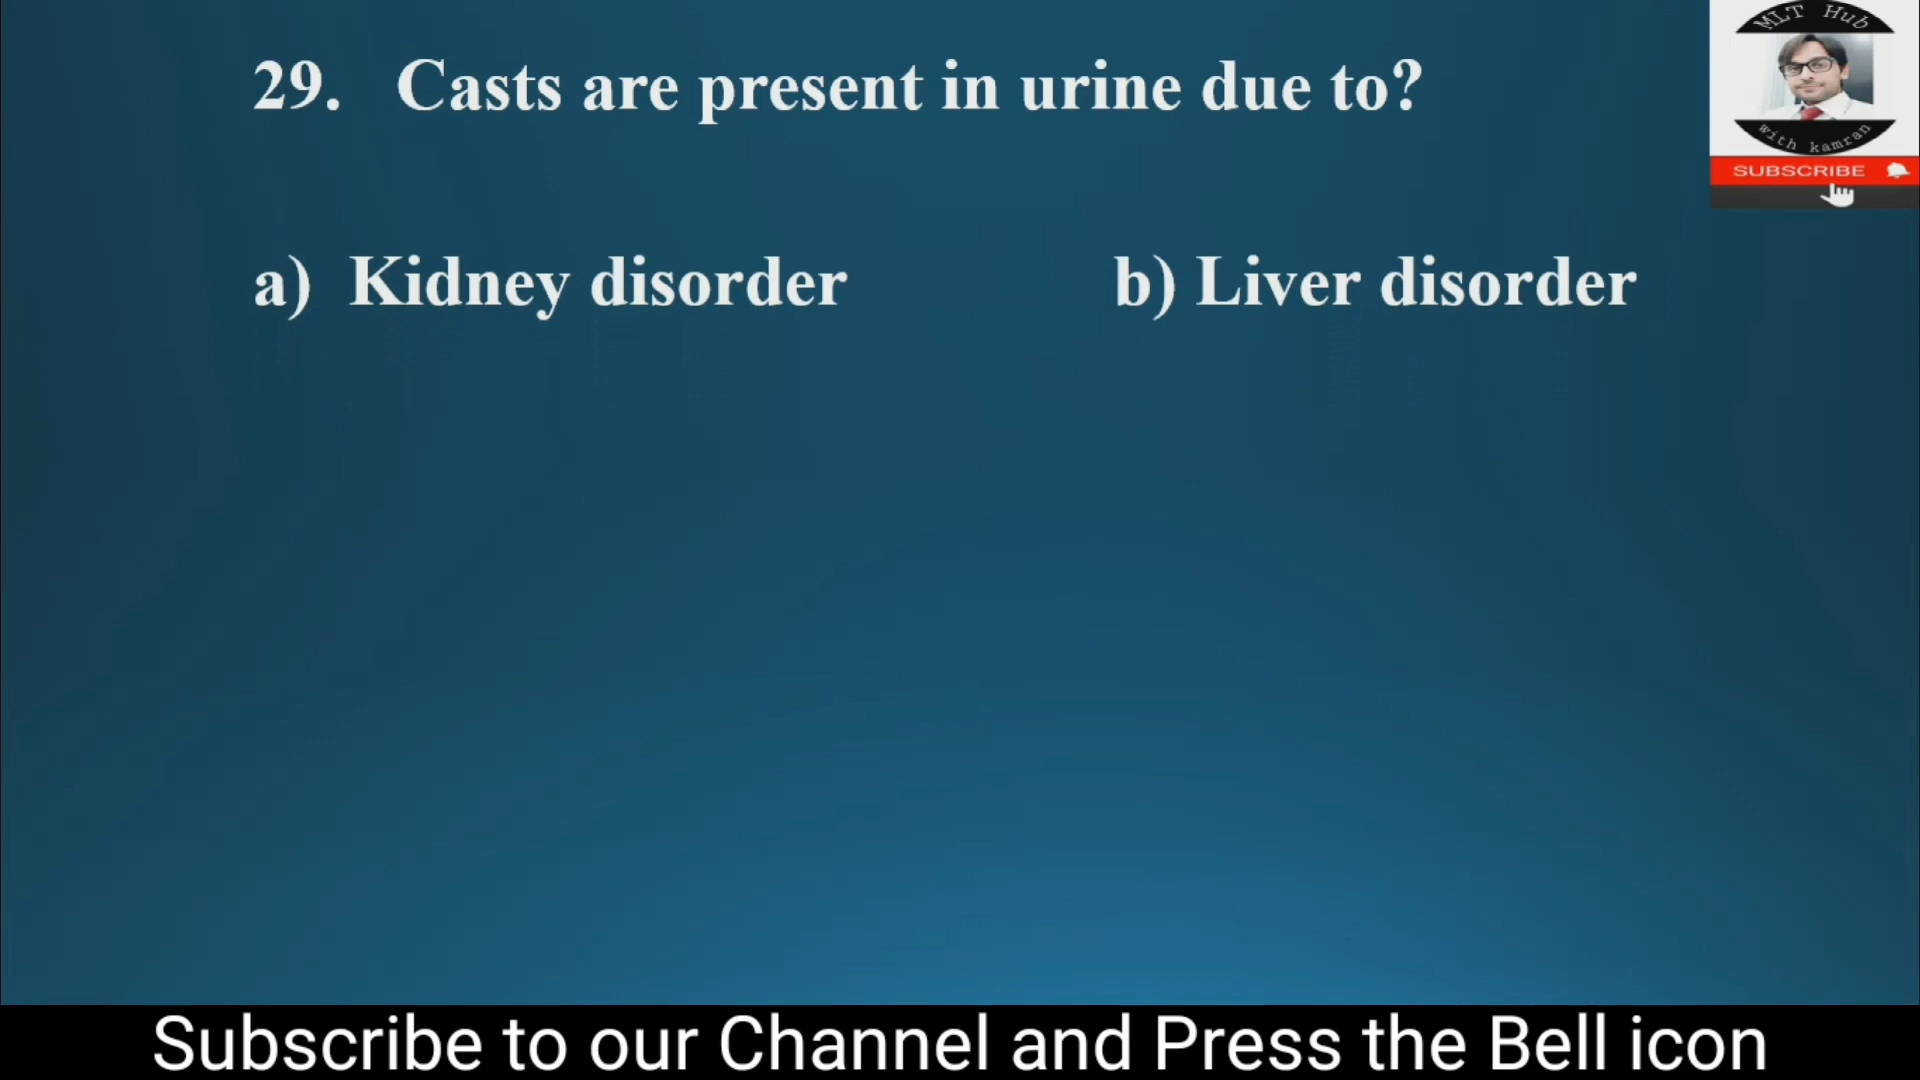 29. Casts are present in urine due to?
MLT Hub
with kamran
SUBSCRIBE
a) Kidney disorder b) Liver disorder
Subscribe to our Channel and Press the Bell icon